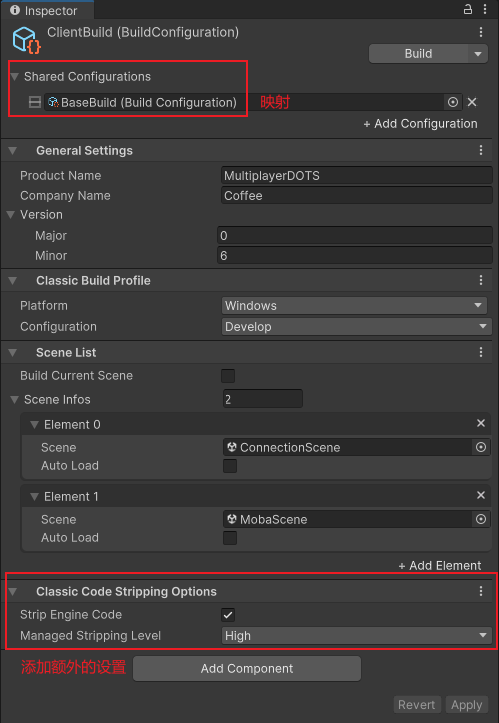 Inspector
ClientBuild (BuildConfiguration)
Build
Shared Configurations
BaseBuild (Build Configuration) 映射
+ Add Configuration
General Settings
Product Name MultiplayerDOTS
Company Name Coffee
Version
Major 0
Minor 6
Classic Build Profile
Platform Windows
Configuration Develop
Scene List
Build Current Scene
Scene Infos 2
Element 0
Scene ConnectionScene
Auto Load
Element 1
Scene MobaScene
Auto Load
+ Add Element
Classic Code Stripping Options
Strip Engine Code
Managed Stripping Level High
添加额外的设置 Add Component
Revert Apply